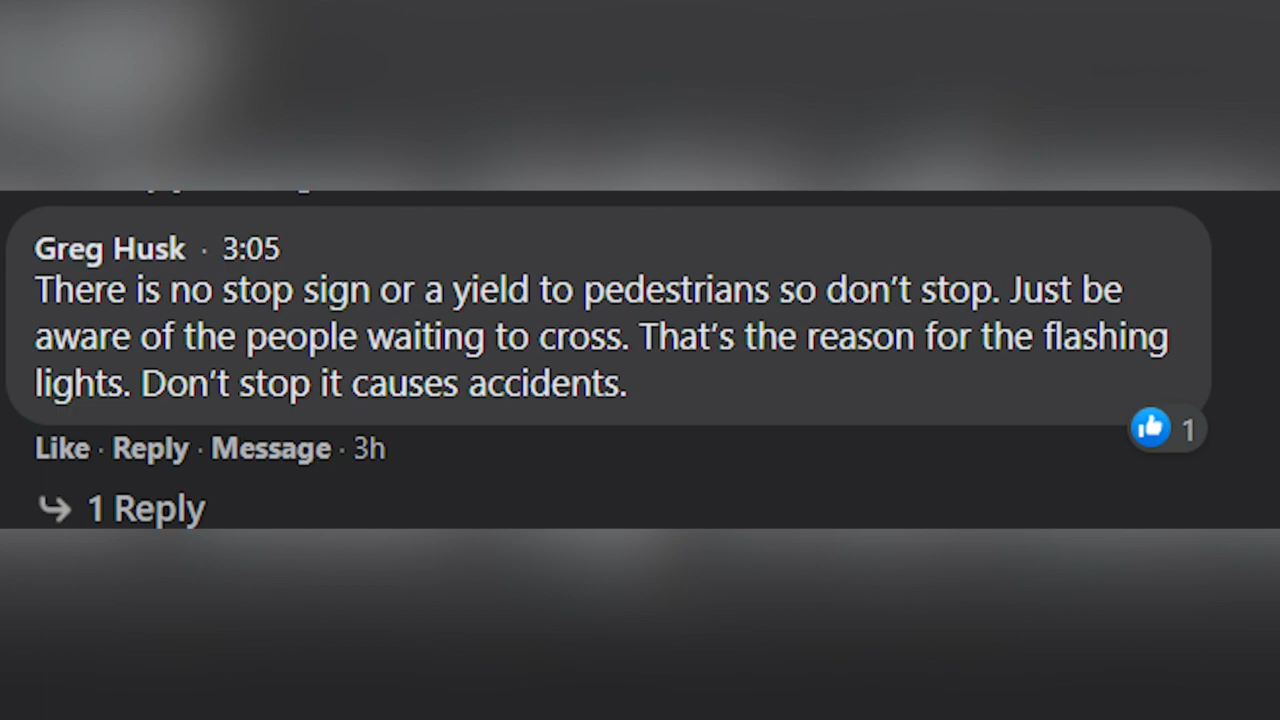 Greg Husk · 3:05
There is no stop sign or a yield to pedestrians so don’t stop. Just be
aware of the people waiting to cross. That’s the reason for the flashing
lights. Don’t stop it causes accidents.
1
Like · Reply · Message · 3h
1 Reply